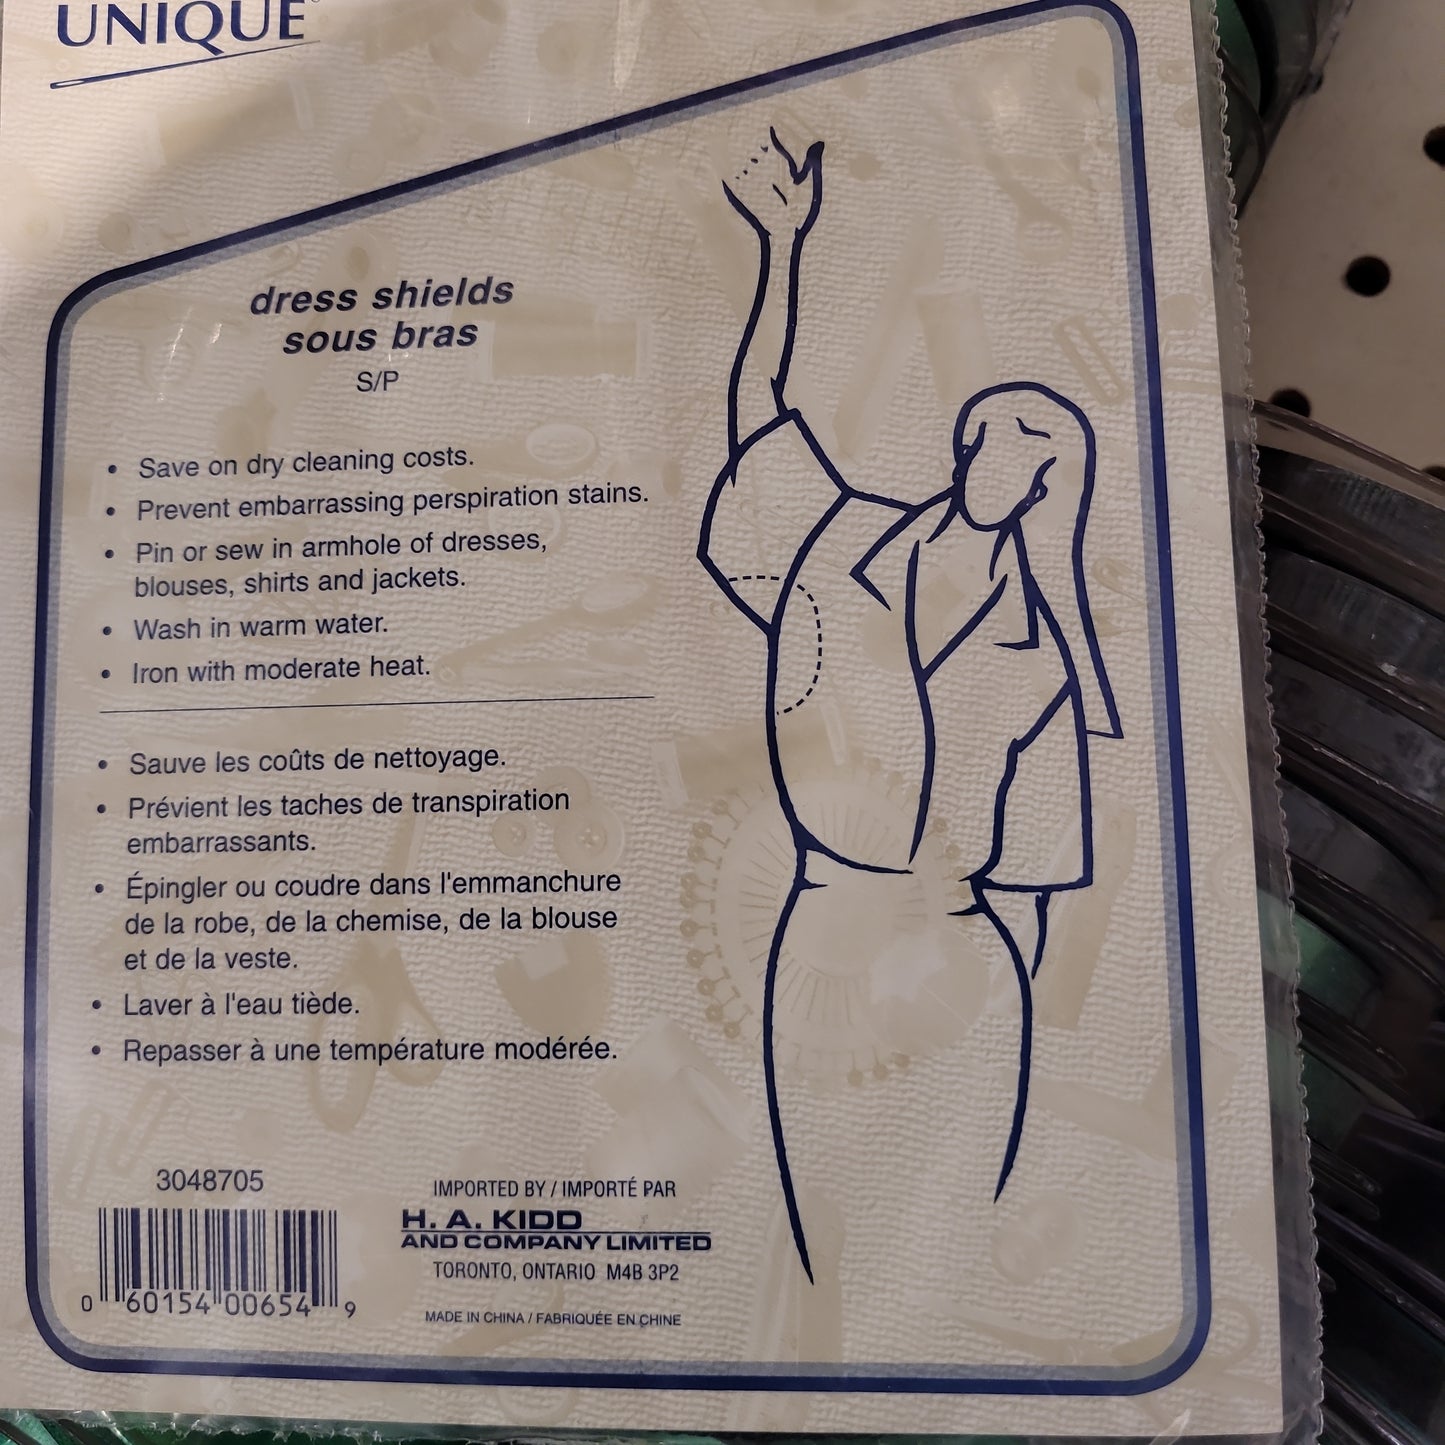 UNIQUE®
dress shields
sous bras
S/P
• Save on dry cleaning costs.
• Prevent embarrassing perspiration stains.
• Pin or sew in armhole of dresses,
blouses, shirts and jackets.
• Wash in warm water.
• Iron with moderate heat.
• Sauve les coûts de nettoyage.
• Prévient les taches de transpiration
embarrassants.
• Épingler ou coudre dans l'emmanchure
de la robe, de la chemise, de la blouse
et de la veste.
• Laver à l'eau tiède.
• Repasser à une température modérée.
3048705
0 60154 00654 9
IMPORTED BY / IMPORTÉ PAR
H. A. KIDD
AND COMPANY LIMITED
TORONTO, ONTARIO M4B 3P2
MADE IN CHINA / FABRIQUÉE EN CHINE